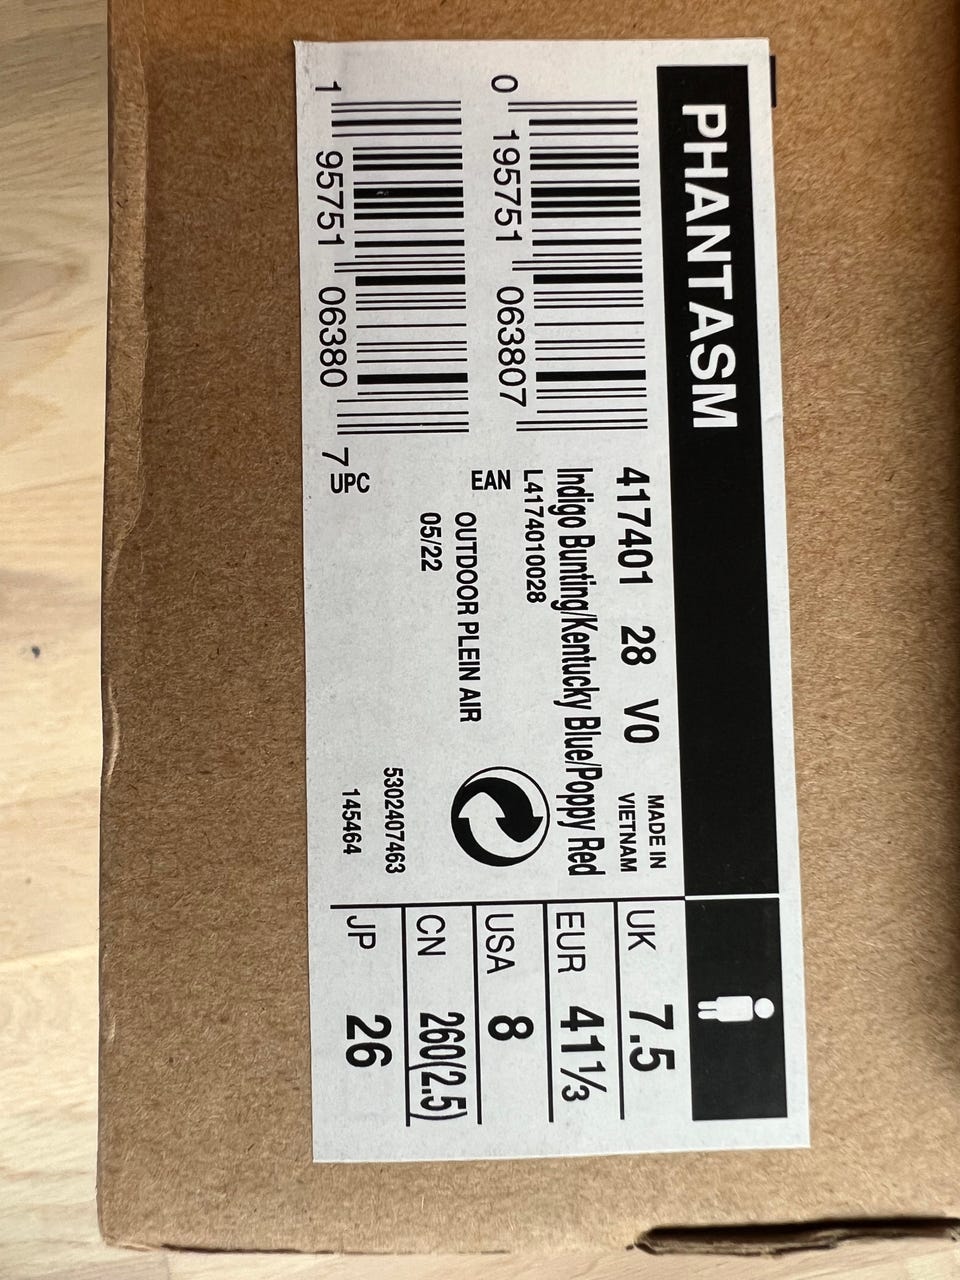 PHANTASM
0 195751 063807
EAN
1 95751 06380 7
UPC
417401 28 V0
MADE IN
VIETNAM
Indigo Bunting/Kentucky Blue/Poppy Red
L4174010028
OUTDOOR PLEIN AIR
05/22
5302407463
145464
UK 7.5
EUR 41⅓
USA 8
CN 260(2.5)
JP 26